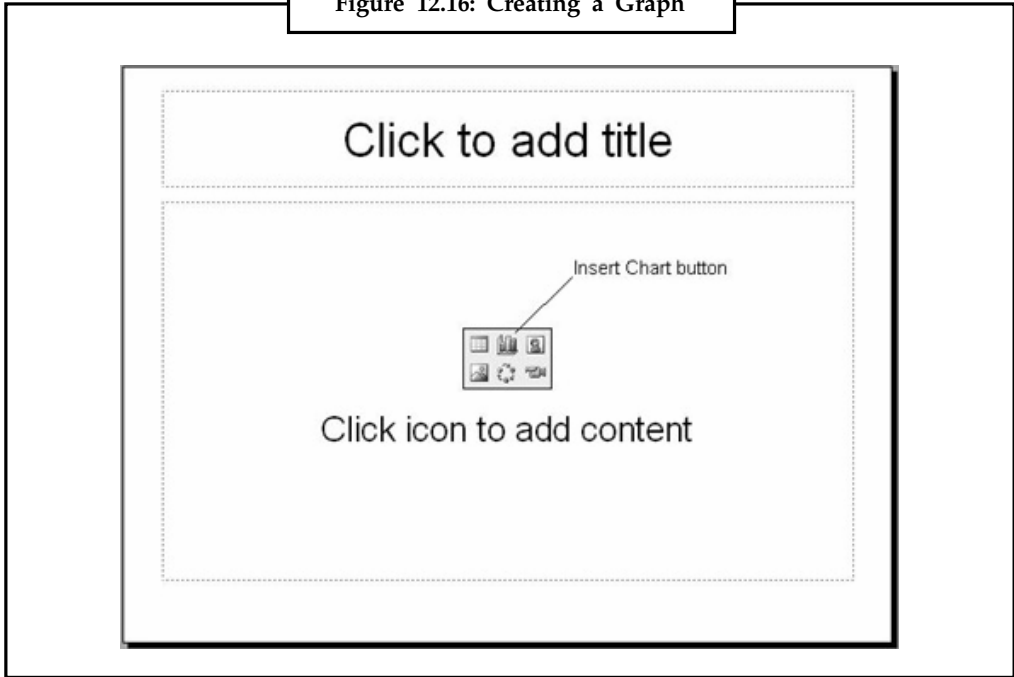 Figure 12.16: Creating a Graph
Click to add title
Insert Chart button
Click icon to add content